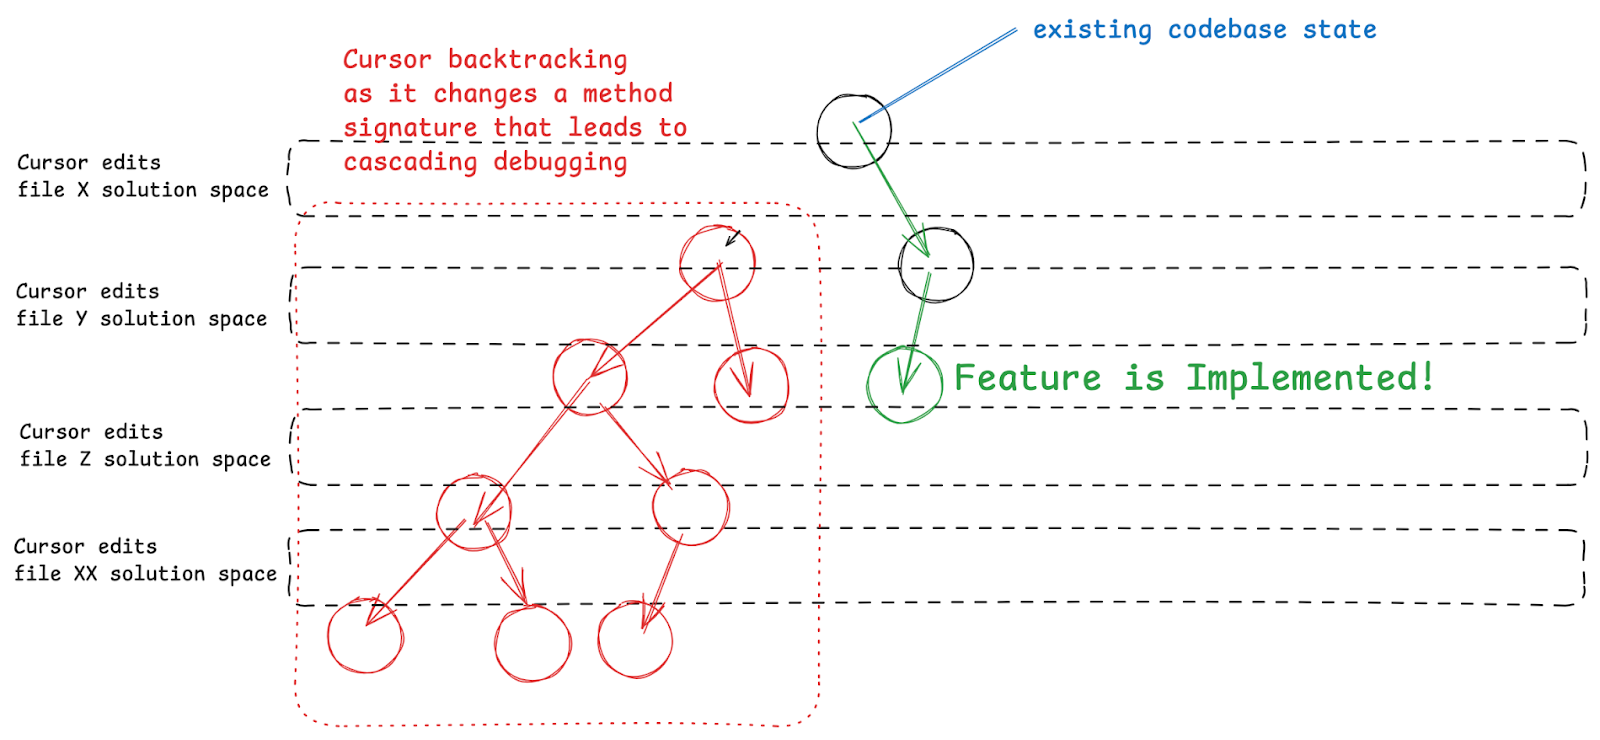 existing codebase state
Cursor backtracking
as it changes a method
signature that leads to
cascading debugging
Cursor edits
file X solution space
Cursor edits
file Y solution space
Feature is Implemented!
Cursor edits
file Z solution space
Cursor edits
file XX solution space